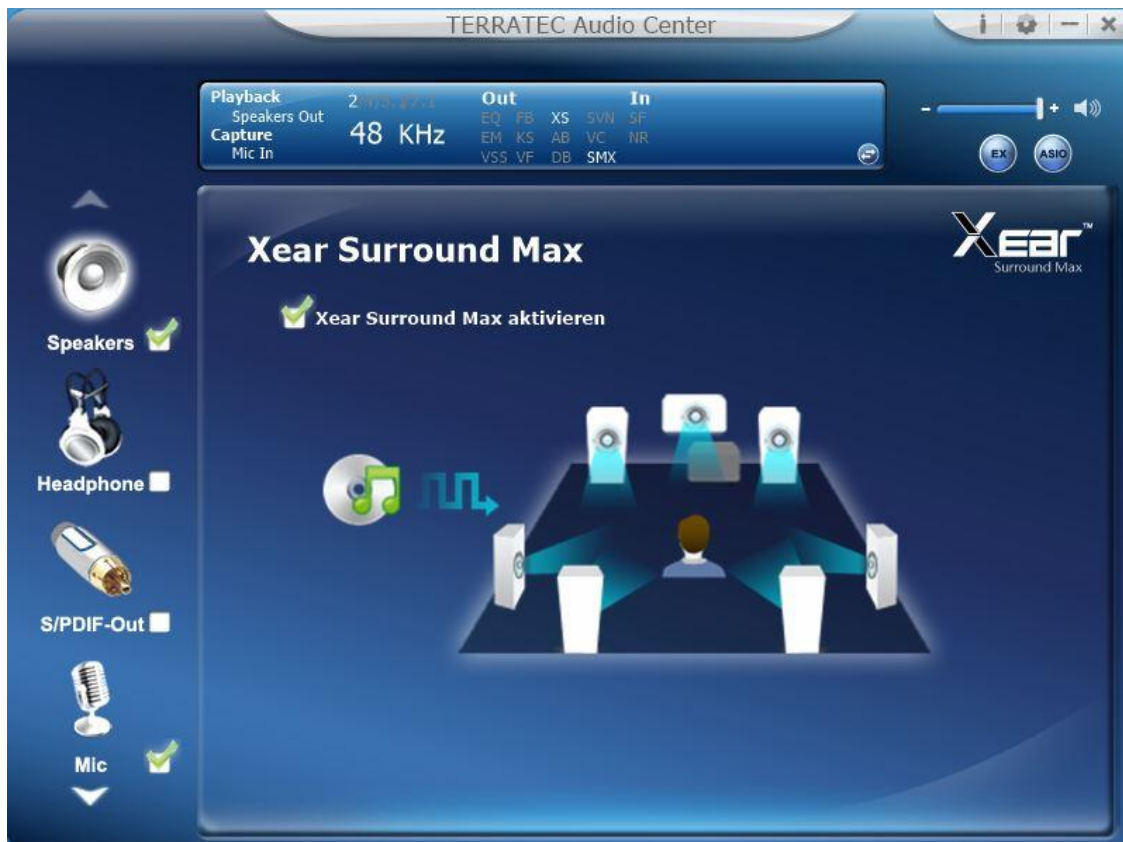 TERRATEC Audio Center
i
Playback
Speakers Out
Capture
Mic In
2
48 KHz
Out In
EQ FB XS SVN SF
EM KS AB VC NR
VSS VF DB SMX
- +
EX ASIO
Xear Surround Max
Xear™
Surround Max
Xear Surround Max aktivieren
Speakers
Headphone
S/PDIF-Out
Mic